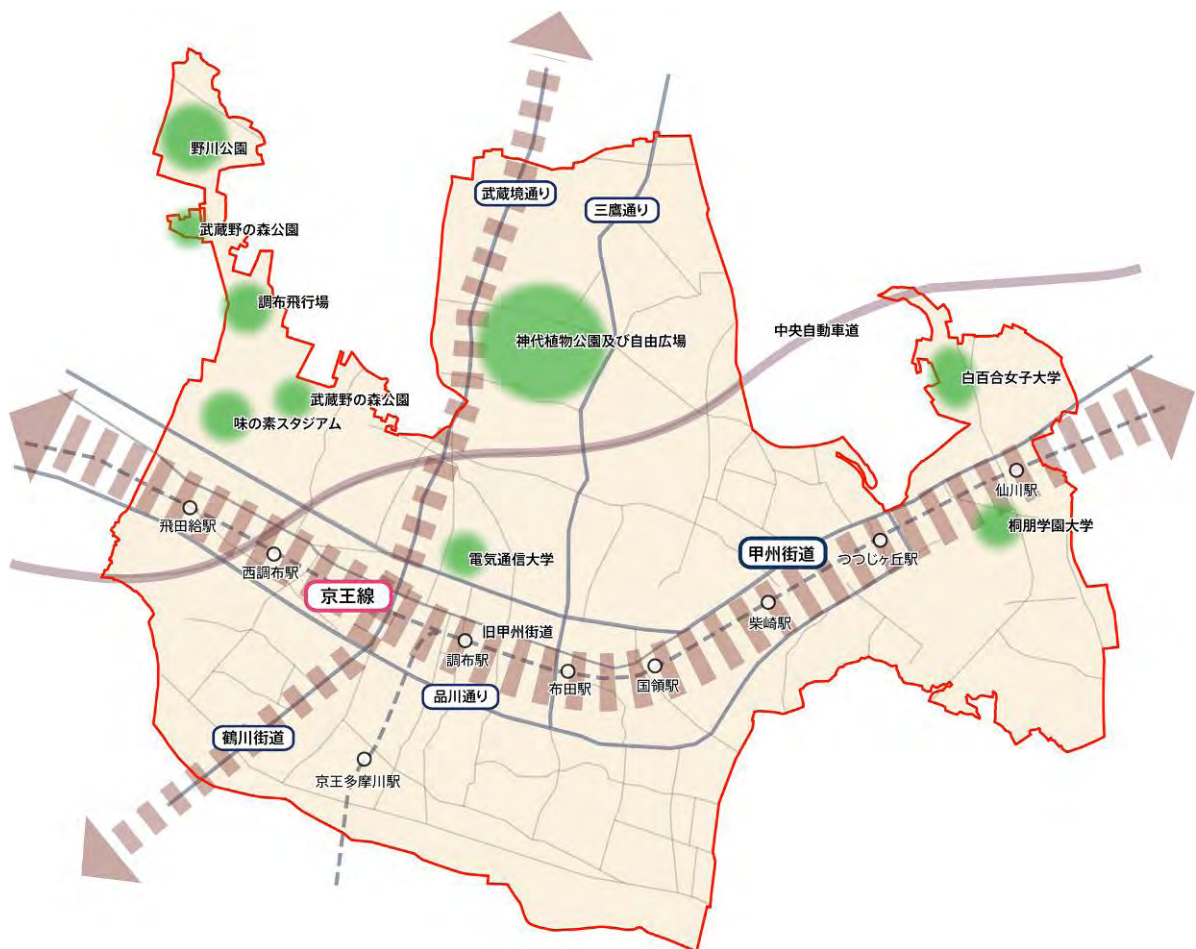 野川公園
武蔵境通り
三鷹通り
武蔵野の森公園
調布飛行場
中央自動車道
神代植物公園及び自由広場
白百合女子大学
武蔵野の森公園
味の素スタジアム
仙川駅
飛田給駅
桐朋学園大学
電気通信大学
甲州街道
つつじヶ丘駅
西調布駅
京王線
柴崎駅
旧甲州街道
調布駅
布田駅
国領駅
品川通り
鶴川街道
京王多摩川駅